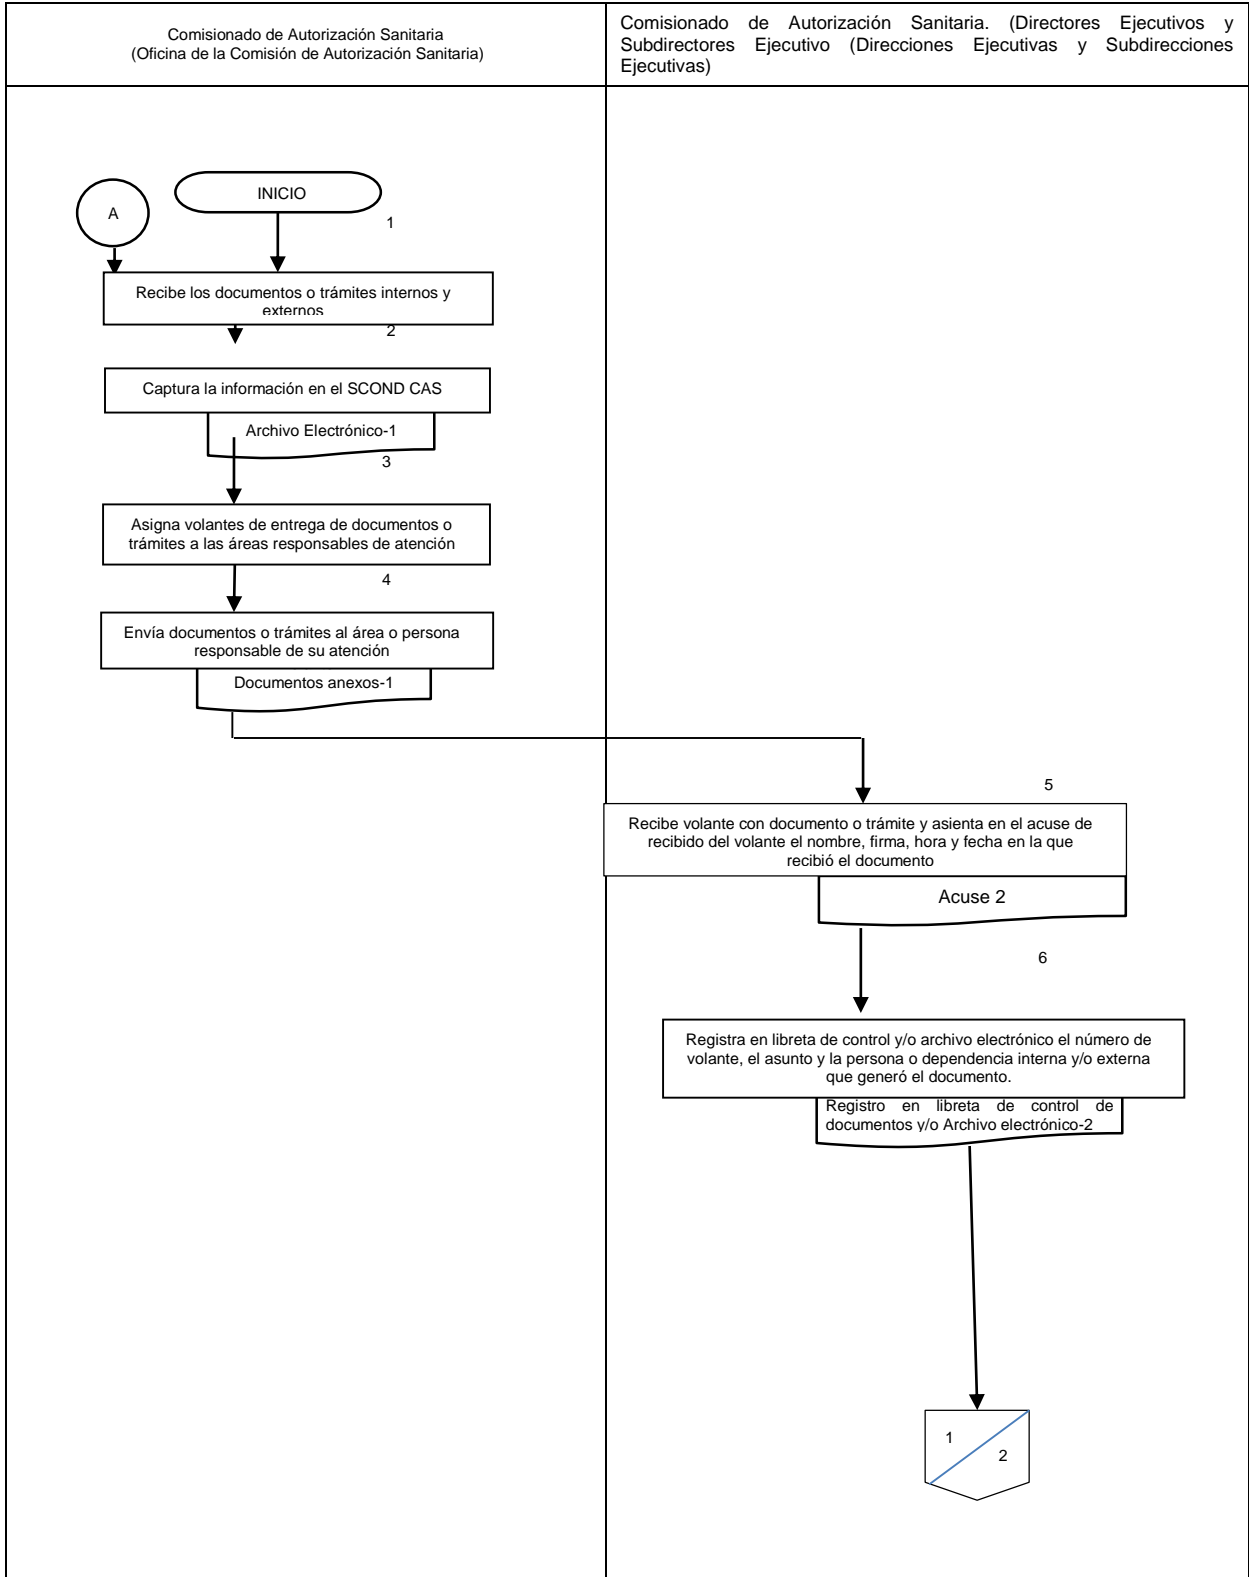 Comisionado de Autorización Sanitaria
(Oficina de la Comisión de Autorización Sanitaria)
Comisionado de Autorización Sanitaria. (Directores Ejecutivos y
Subdirectores Ejecutivo (Direcciones Ejecutivas y Subdirecciones
Ejecutivas)
A
INICIO
1
Recibe los documentos o trámites internos y
externos
2
Captura la información en el SCOND CAS
Archivo Electrónico-1
3
Asigna volantes de entrega de documentos o
trámites a las áreas responsables de atención
4
Envía documentos o trámites al área o persona
responsable de su atención
Documentos anexos-1
5
Recibe volante con documento o trámite y asienta en el acuse de
recibido del volante el nombre, firma, hora y fecha en la que
recibió el documento
Acuse 2
6
Registra en libreta de control y/o archivo electrónico el número de
volante, el asunto y la persona o dependencia interna y/o externa
que generó el documento.
Registro en libreta de control de
documentos y/o Archivo electrónico-2
1
2